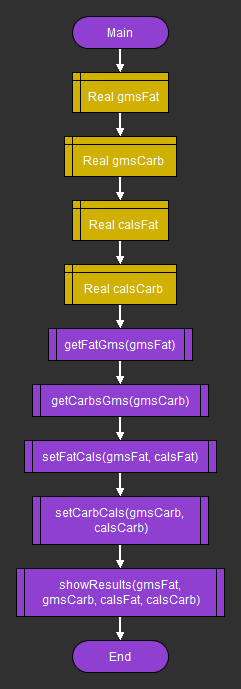 Main
Real gmsFat
Real gmsCarb
Real calsFat
Real calsCarb
getFatGms(gmsFat)
getCarbsGms(gmsCarb)
setFatCals(gmsFat, calsFat)
setCarbCals(gmsCarb,
calsCarb)
showResults(gmsFat,
gmsCarb, calsFat, calsCarb)
End